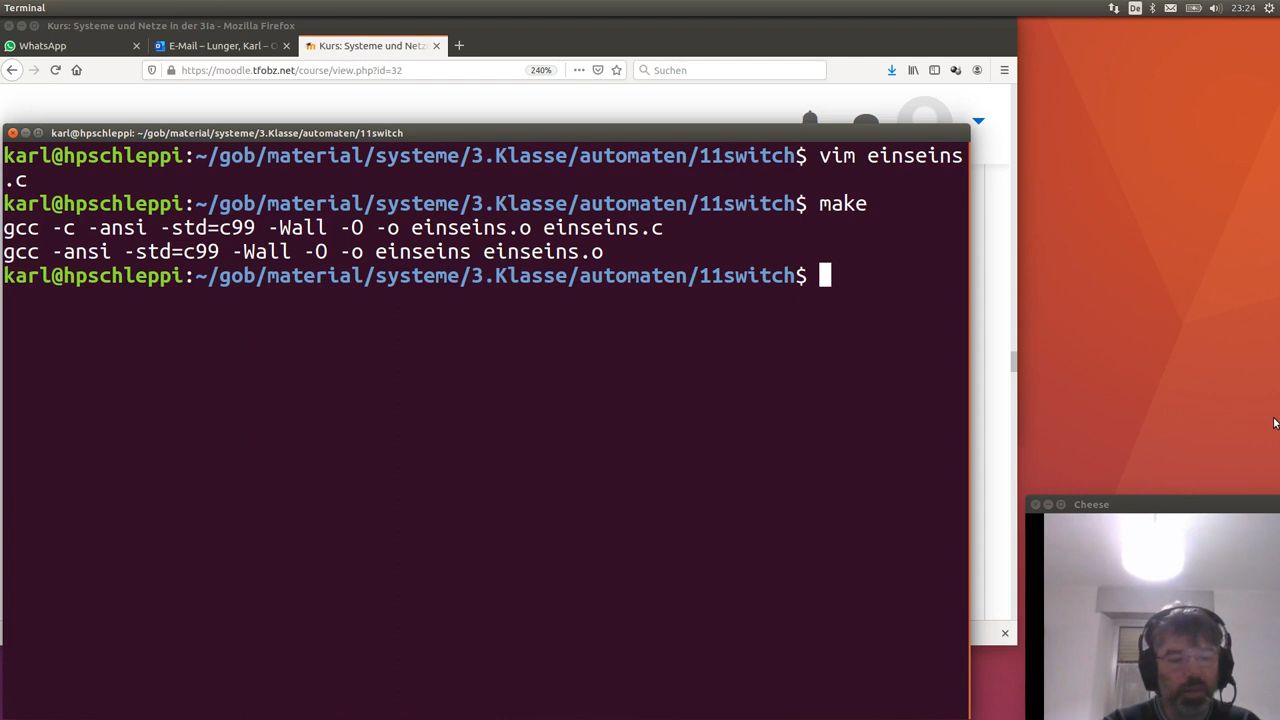 Terminal
De
23:24
Kurs: Systeme und Netze in der 3Ia - Mozilla Firefox
WhatsApp
E-Mail – Lunger, Karl – O
Kurs: Systeme und Netz
https://moodle.tfobz.net/course/view.php?id=32
240%
Suchen
karl@hpschleppi: ~/gob/material/systeme/3.Klasse/automaten/11switch
karl@hpschleppi:~/gob/material/systeme/3.Klasse/automaten/11switch$ vim einseins
.c
karl@hpschleppi:~/gob/material/systeme/3.Klasse/automaten/11switch$ make
gcc -c -ansi -std=c99 -Wall -O -o einseins.o einseins.c
gcc -ansi -std=c99 -Wall -O -o einseins einseins.o
karl@hpschleppi:~/gob/material/systeme/3.Klasse/automaten/11switch$
Cheese